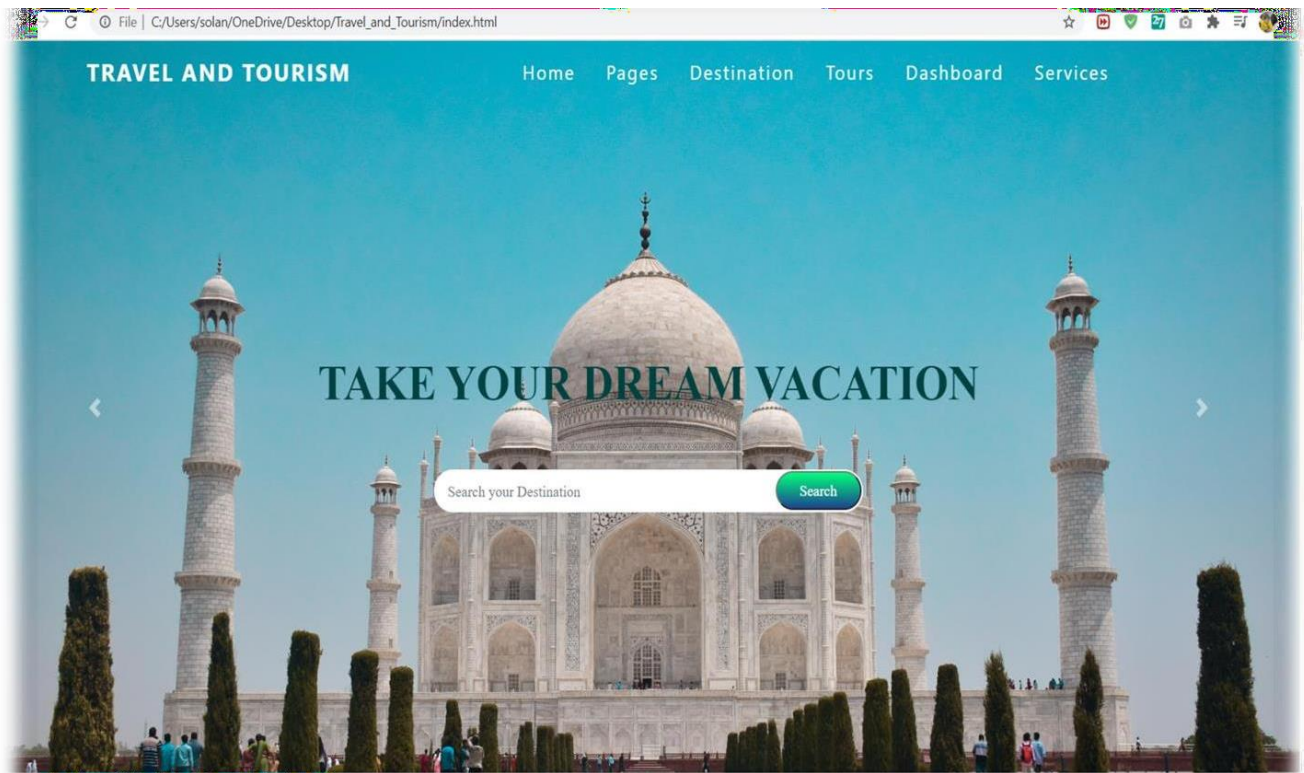 File | C:/Users/solan/OneDrive/Desktop/Travel_and_Tourism/index.html
27
TRAVEL AND TOURISM Home Pages Destination Tours Dashboard Services
TAKE YOUR DREAM VACATION
Search your Destination Search